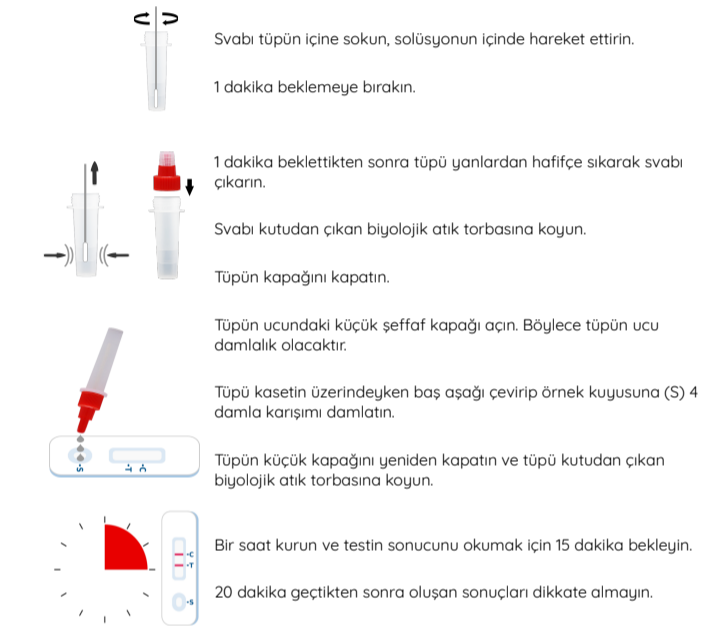 Svabı tüpün içine sokun, solüsyonun içinde hareket ettirin.
1 dakika beklemeye bırakın.
1 dakika beklettikten sonra tüpü yanlardan hafifçe sıkarak svabı
çıkarın.
Svabı kutudan çıkan biyolojik atık torbasına koyun.
Tüpün kapağını kapatın.
Tüpün ucundaki küçük şeffaf kapağı açın. Böylece tüpün ucu
damlalık olacaktır.
Tüpü kasetin üzerindeyken baş aşağı çevirip örnek kuyusuna (S) 4
damla karışımı damlatın.
S
T
C
Tüpün küçük kapağını yeniden kapatın ve tüpü kutudan çıkan
biyolojik atık torbasına koyun.
Bir saat kurun ve testin sonucunu okumak için 15 dakika bekleyin.
C
T
S
20 dakika geçtikten sonra oluşan sonuçları dikkate almayın.